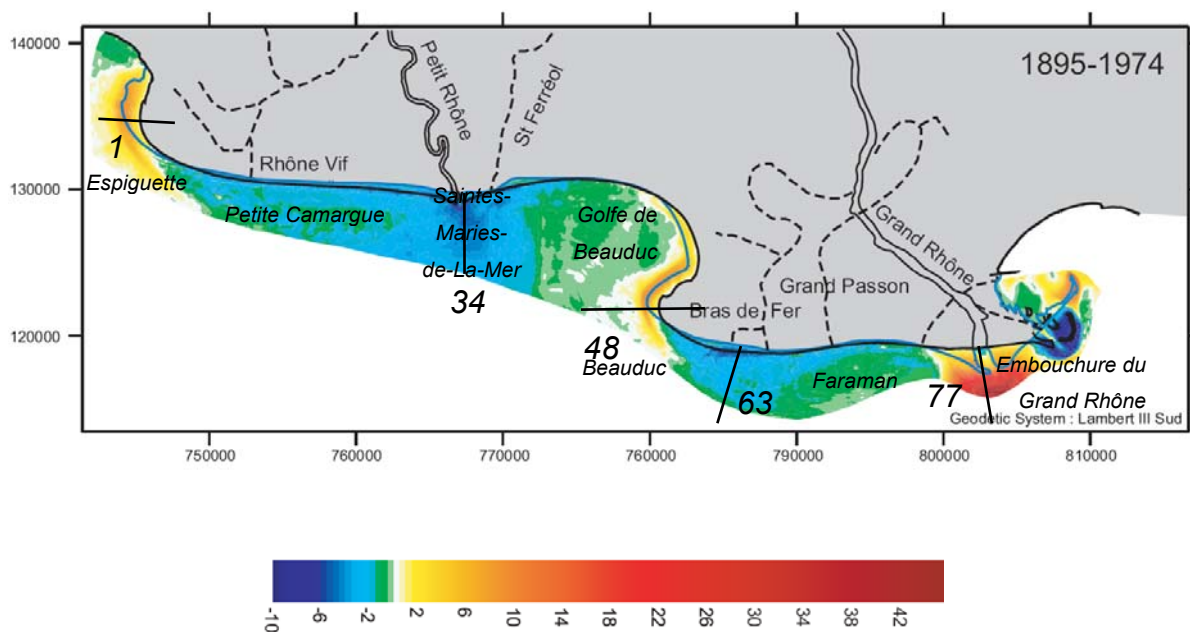 140000
130000
120000
1895-1974
Petit Rhône
St Ferréol
Rhône Vif
1
Espiguette
Petite Camargue
Saintes-
Maries-
de-La-Mer
34
Golfe de
Beauduc
48
Beauduc
Bras de Fer
Grand Passon
Grand Rhône
63
Faraman
77
Embouchure du
Grand Rhône
Geodetic System : Lambert III Sud
750000 760000 770000 760000 790000 800000 810000
-10 -6 -2 2 6 10 14 18 22 26 30 34 38 42